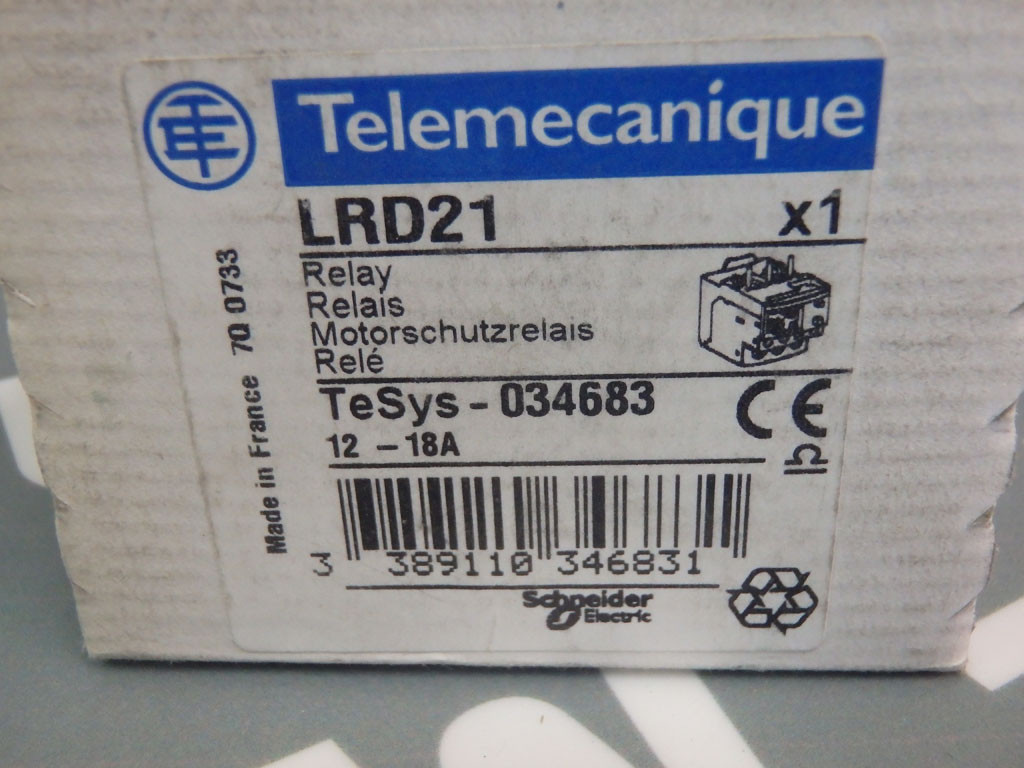 Telemecanique
LRD21 x1
Relay
Relais
Motorschutzrelais
Relé
TeSys - 034683
12 - 18A
CE
3 389110 346831
Schneider
Electric
Made in France 7Q 0733